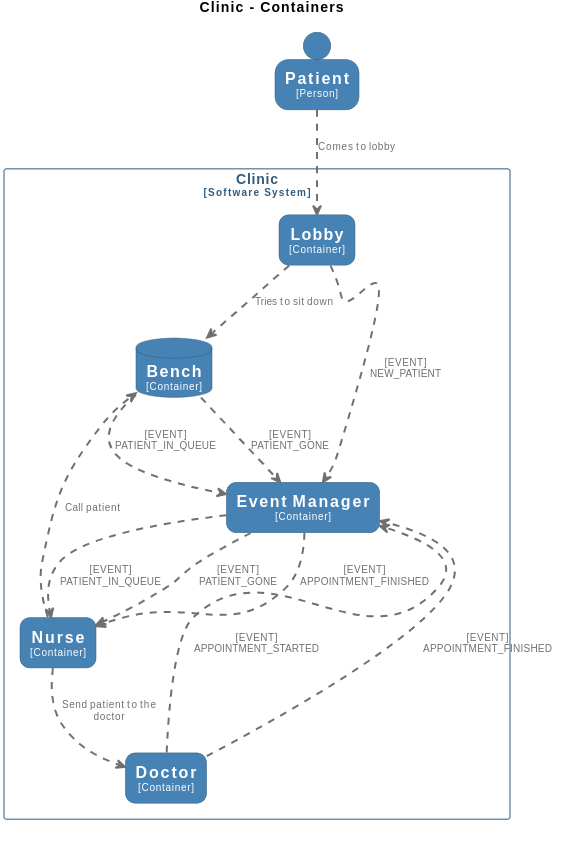 Clinic - Containers
Patient
[Person]
Comes to lobby
Clinic
[Software System]
Lobby
[Container]
Tries to sit down
[EVENT]
NEW_PATIENT
Bench
[Container]
[EVENT]
PATIENT_IN_QUEUE
[EVENT]
PATIENT_GONE
Event Manager
[Container]
Call patient
[EVENT]
PATIENT_IN_QUEUE
[EVENT]
PATIENT_GONE
[EVENT]
APPOINTMENT_FINISHED
Nurse
[Container]
[EVENT]
APPOINTMENT_STARTED
[EVENT]
APPOINTMENT_FINISHED
Send patient to the
doctor
Doctor
[Container]